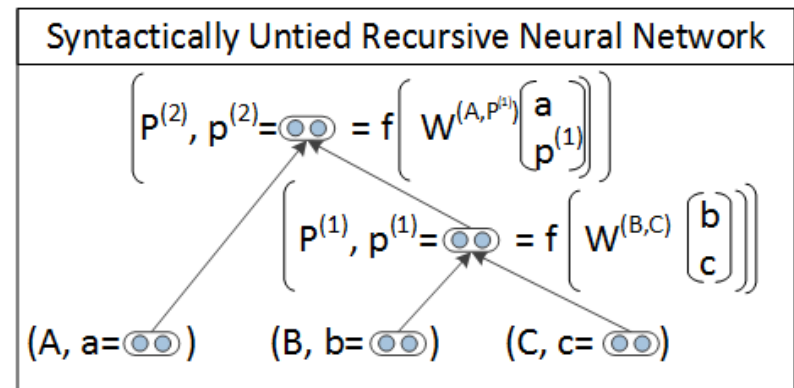 Syntactically Untied Recursive Neural Network
(P⁽²⁾, p⁽²⁾= = f(W⁽ᴬ,ᴾ⁽¹⁾⁾(a p⁽¹⁾)))
(P⁽¹⁾, p⁽¹⁾= = f(W⁽ᴮ,ꟲ⁾(b c)))
(A, a= ) (B, b= ) (C, c= )